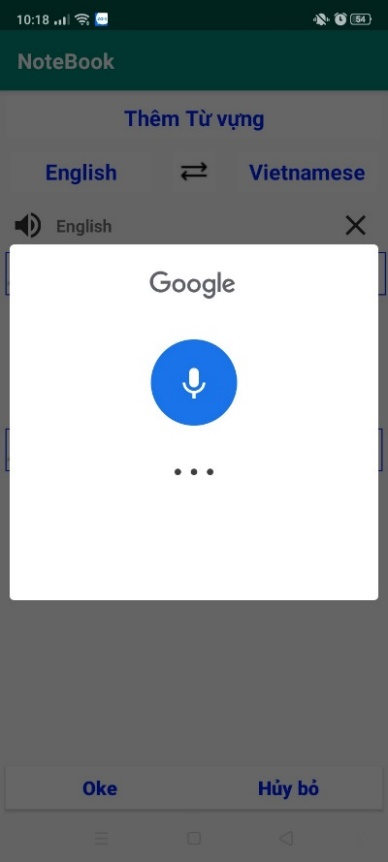 10:18 54
NoteBook
Thêm Từ vựng
English Vietnamese
English
Google
Oke Hủy bỏ